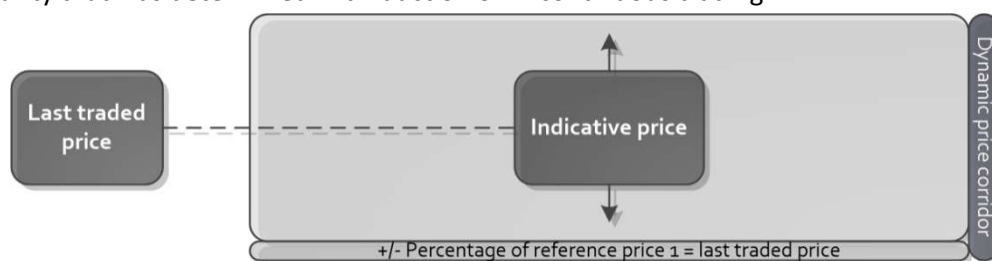 Last traded
price
Indicative price
Dynamic price corridor
+/- Percentage of reference price 1 = last traded price